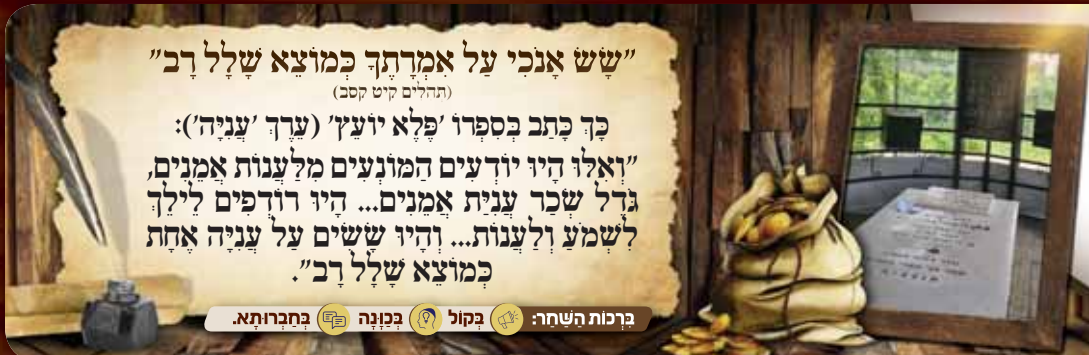 "שָׂשׂ אָנֹכִי עַל אִמְרָתֶךָ כְּמוֹצֵא שָׁלָל רָב"
(תהלים קיט קסב)
כָּךְ כָּתַב בְּסִפְרוֹ 'פֶּלֶא יוֹעֵץ' (עֵרֶךְ 'עֲנִיָּה'):
"וְאִלּוּ הָיוּ יוֹדְעִים הַמּוֹנְעִים מִלַּעֲנוֹת אֲמֵנִים,
גֹּדֶל שְׂכַר עֲנִיַּת אֲמֵנִים... הָיוּ רוֹדְפִים לֵילֵךְ
לִשְׁמֹעַ וְלַעֲנוֹת... וְהָיוּ שָׂשִׂים עַל עֲנִיָּה אֶחָת
כְּמוֹצֵא שָׁלָל רָב".
בִּרְכוֹת הַשַּׁחַר: בְּקוֹל בְּכַוָּנָה בְּחַבְרוּתָא.